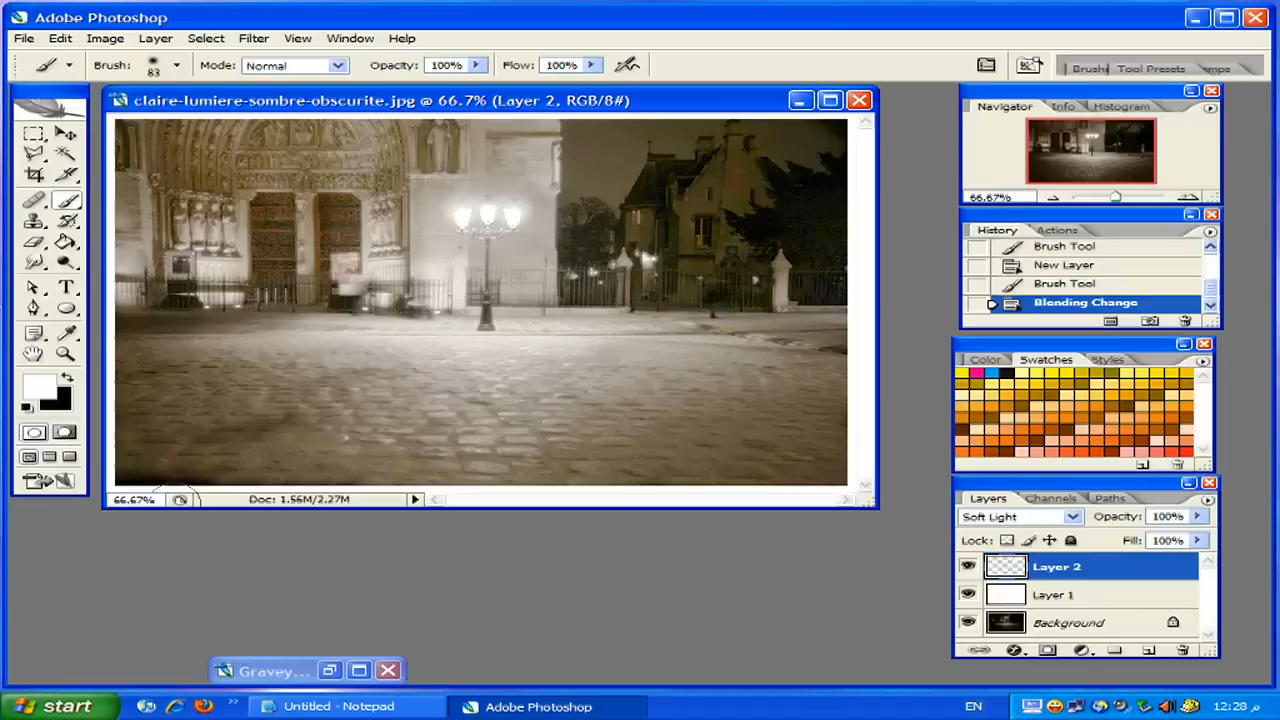 Adobe Photoshop
File Edit Image Layer Select Filter View Window Help
Brush: 83 Mode: Normal Opacity: 100% Flow: 100% Tool Presets
claire-lumiere-sombre-obscurite.jpg @ 66.7% (Layer 2, RGB/8#)
66.67% Doc: 1.56M/2.27M
Navigator Info Histogram
66.67%
History Actions
Brush Tool
New Layer
Brush Tool
Blending Change
Color Swatches Styles
Layers Channels Paths
Soft Light Opacity: 100%
Lock: Fill: 100%
Layer 2
Layer 1
Background
Gravey...
start Untitled - Notepad Adobe Photoshop EN 12:28 م